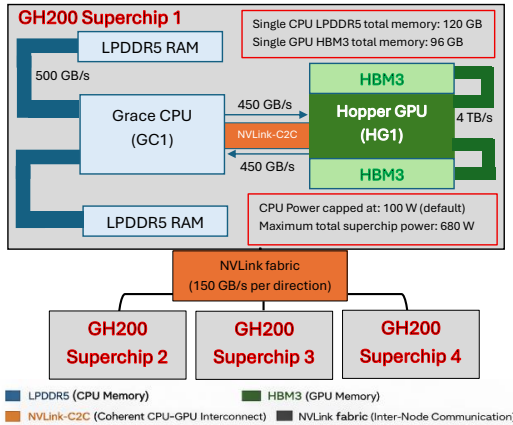 GH200 Superchip 1
Single CPU LPDDR5 total memory: 120 GB
Single GPU HBM3 total memory: 96 GB
LPDDR5 RAM
500 GB/s
Grace CPU
(GC1)
450 GB/s
NVLink-C2C
450 GB/s
HBM3
Hopper GPU
(HG1)
4 TB/s
HBM3
LPDDR5 RAM
CPU Power capped at: 100 W (default)
Maximum total superchip power: 680 W
NVLink fabric
(150 GB/s per direction)
GH200
Superchip 2
GH200
Superchip 3
GH200
Superchip 4
LPDDR5 (CPU Memory)
HBM3 (GPU Memory)
NVLink-C2C (Coherent CPU-GPU Interconnect)
NVLink fabric (Inter-Node Communication)